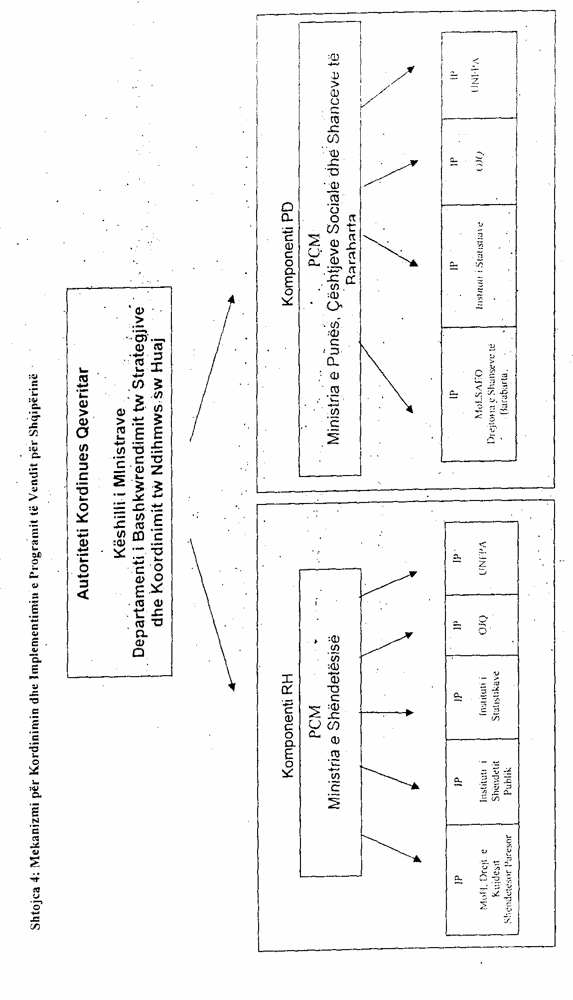 Shtojca 4: Mekanizmi për Kordinimin dhe Implementimin e Programit të Vendit për Shqipërinë
Autoriteti Kordinues Qeveritar
Këshilli i MInistrave
Departamenti i Bashkwrendimit tw Strategjive
dhe Koordinimit tw Ndihmws sw Huaj
Komponenti RH
PCM
Ministria e Shëndetësisë
IP
MoH, Drejt. e
Kujdesit
Shëndetësor Parësor
IP
Instituti i
Shëndetit
Publik
IP
Instituti i
Statistikave
IP
OJQ
IP
UNFPA
Komponenti PD
PCM
Ministria e Punës, Çështjeve Sociale dhe Shanceve të
Barabarta
IP
MoLSAEO
Drejtoria e Shanseve të
Barabarta.
IP
Instituti i Statistikave
IP
OJQ
IP
UNFPA